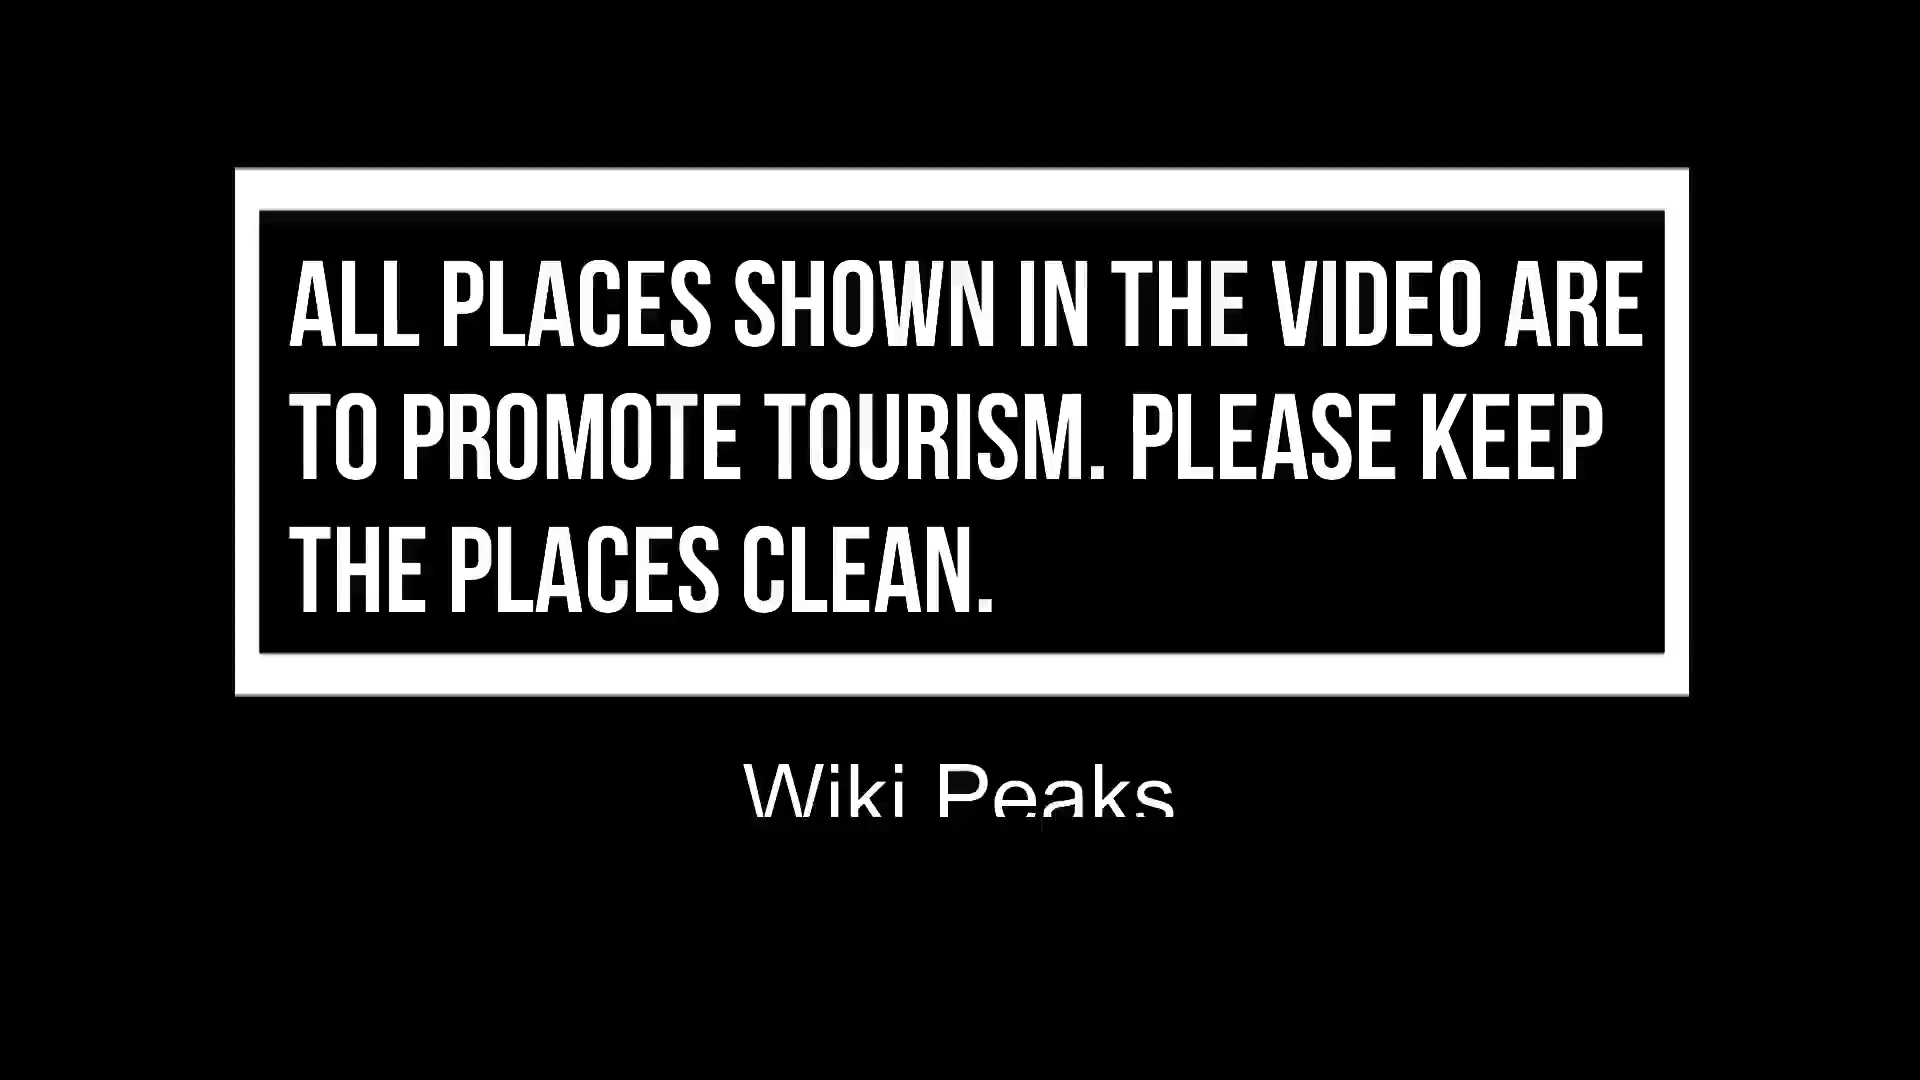 ALL PLACES SHOWN IN THE VIDEO ARE
TO PROMOTE TOURISM. PLEASE KEEP
THE PLACES CLEAN.
Wiki Peaks